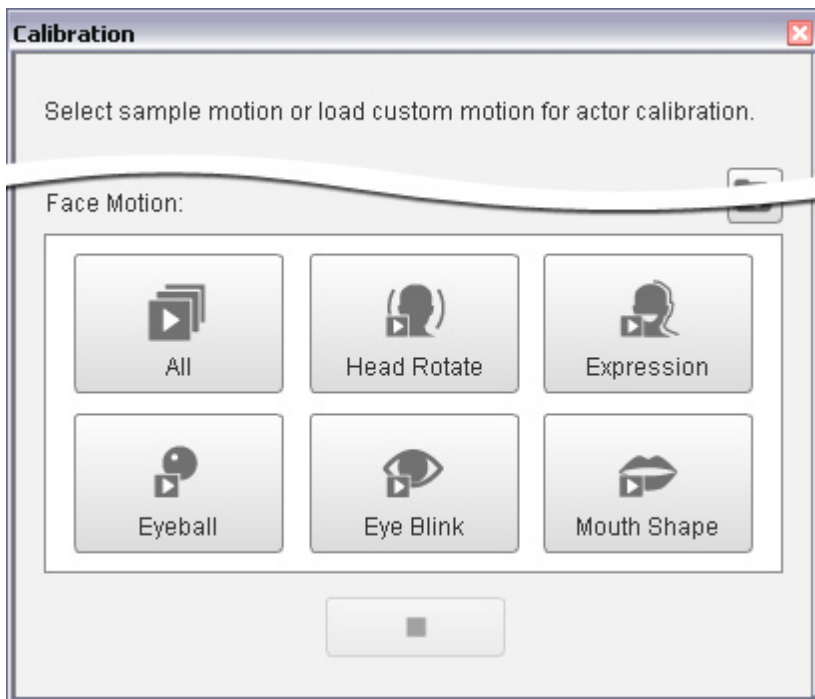 Calibration
Select sample motion or load custom motion for actor calibration.
Face Motion:
All
Head Rotate
Expression
Eyeball
Eye Blink
Mouth Shape